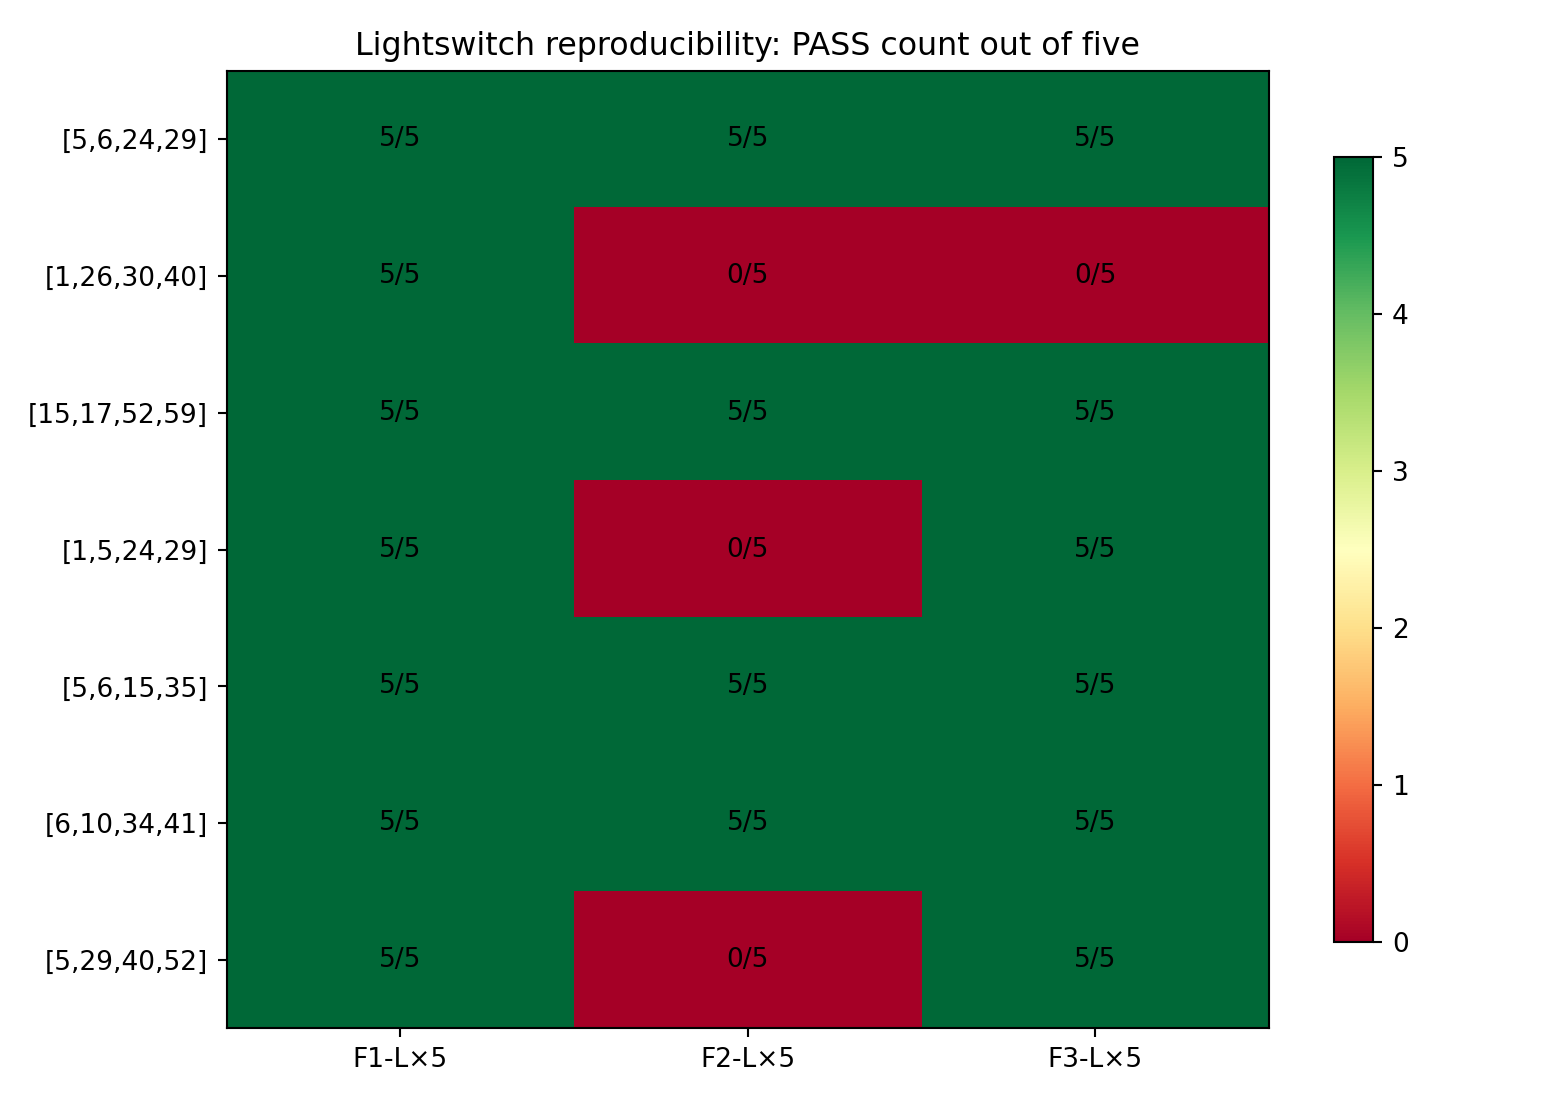 Lightswitch reproducibility: PASS count out of five
[5,6,24,29] 5/5 5/5 5/5
[1,26,30,40] 5/5 0/5 0/5
[15,17,52,59] 5/5 5/5 5/5
[1,5,24,29] 5/5 0/5 5/5
[5,6,15,35] 5/5 5/5 5/5
[6,10,34,41] 5/5 5/5 5/5
[5,29,40,52] 5/5 0/5 5/5
F1-L×5 F2-L×5 F3-L×5
5
4
3
2
1
0